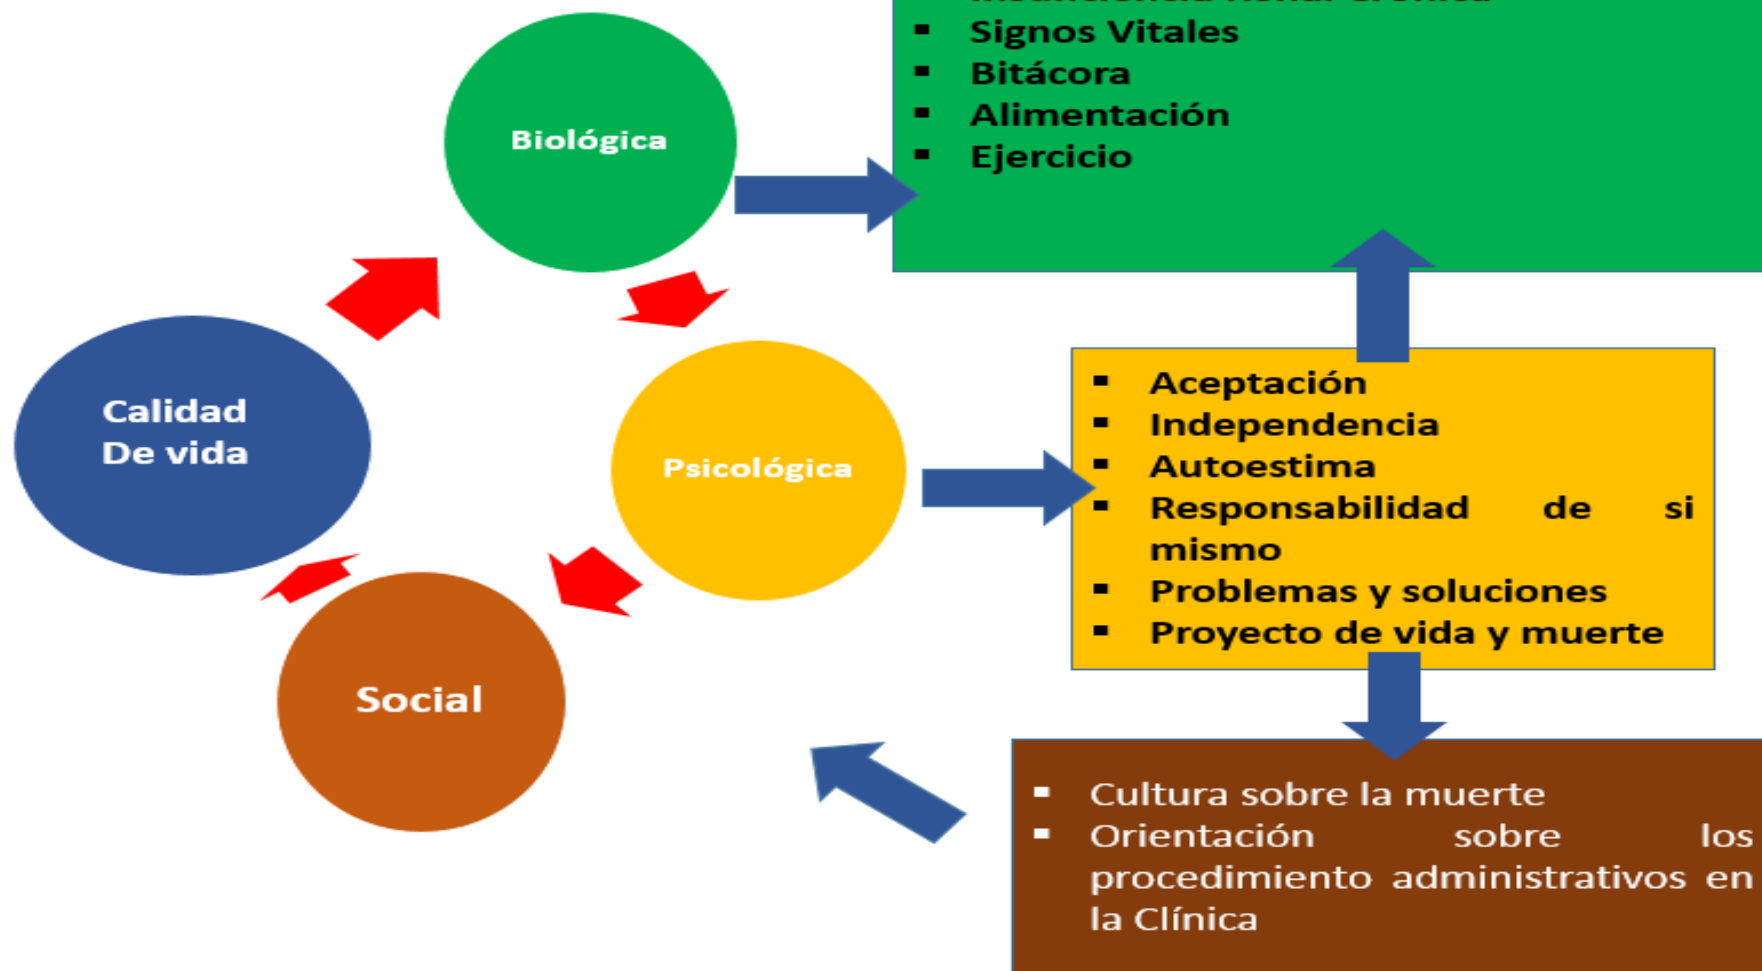 Biológica
Signos Vitales
Bitácora
Alimentación
Ejercicio
Calidad
De vida
Psicológica
Aceptación
Independencia
Autoestima
Responsabilidad de si
mismo
Problemas y soluciones
Proyecto de vida y muerte
Social
Cultura sobre la muerte
Orientación sobre los
procedimiento administrativos en
la Clínica